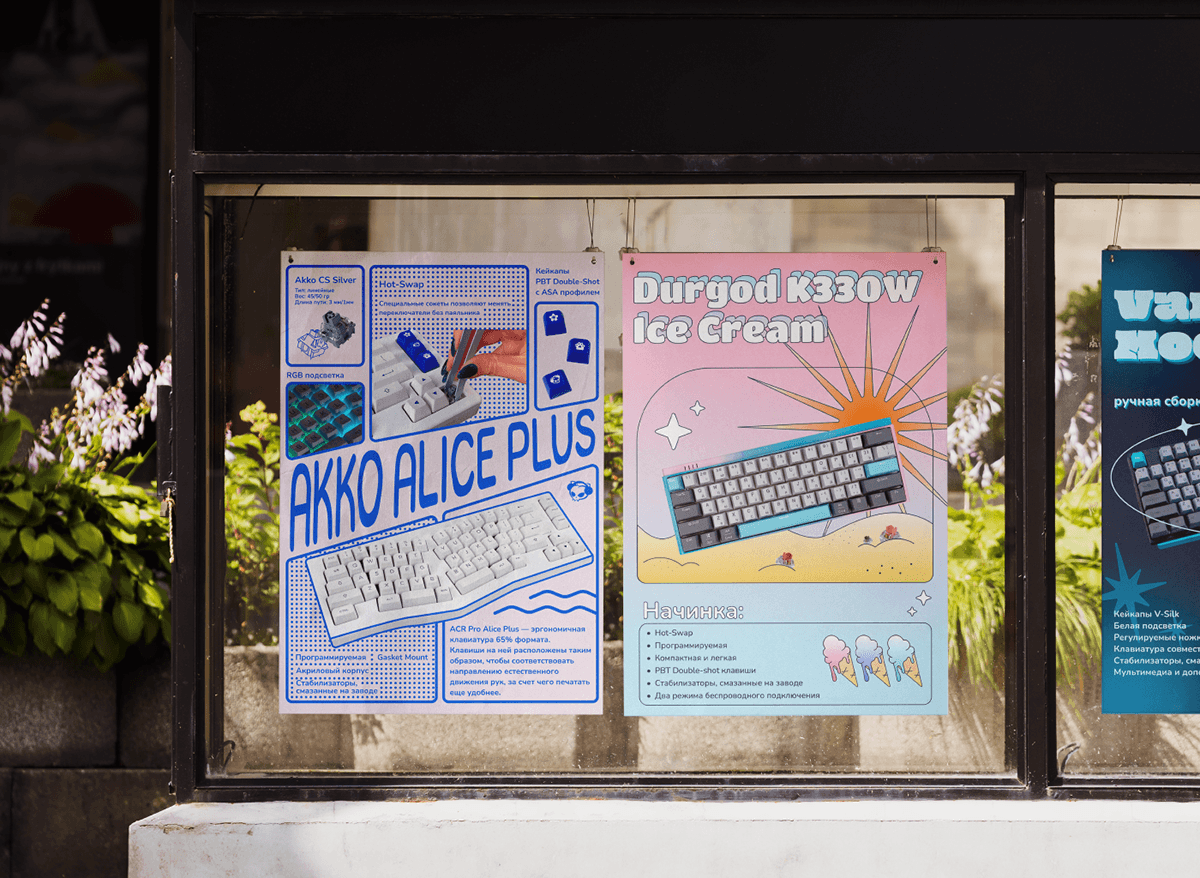 Akko CS Silver
Тип: линейные
Вес: 45/50 гр
Длина пути: 3 мм/1мм
Hot-Swap
Специальные сокеты позволяют менять
переключатели без паяльника
Кейкапы
PBT Double-Shot
с ASA профилем
RGB подсветка
AKKO ALICE PLUS
ACR Pro Alice Plus — эргономичная
клавиатура 65% формата.
Клавиши на ней расположены таким
образом, чтобы соответствовать
направлению естественного
движения рук, за счет чего печатать
еще удобнее.
Программируемая
Gasket Mount
Акриловый корпус
Стабилизаторы,
смазанные на заводе
Durgod K330W
Ice Cream
Начинка:
• Hot-Swap
• Программируемая
• Компактная и легкая
• PBT Double-shot клавиши
• Стабилизаторы, смазанные на заводе
• Два режима беспроводного подключения
ручная сборк
Кейкапы V-Silk
Белая подсветка
Регулируемые ножк
Клавиатура совмест
Стабилизаторы, сма
Мультимедиа и допо